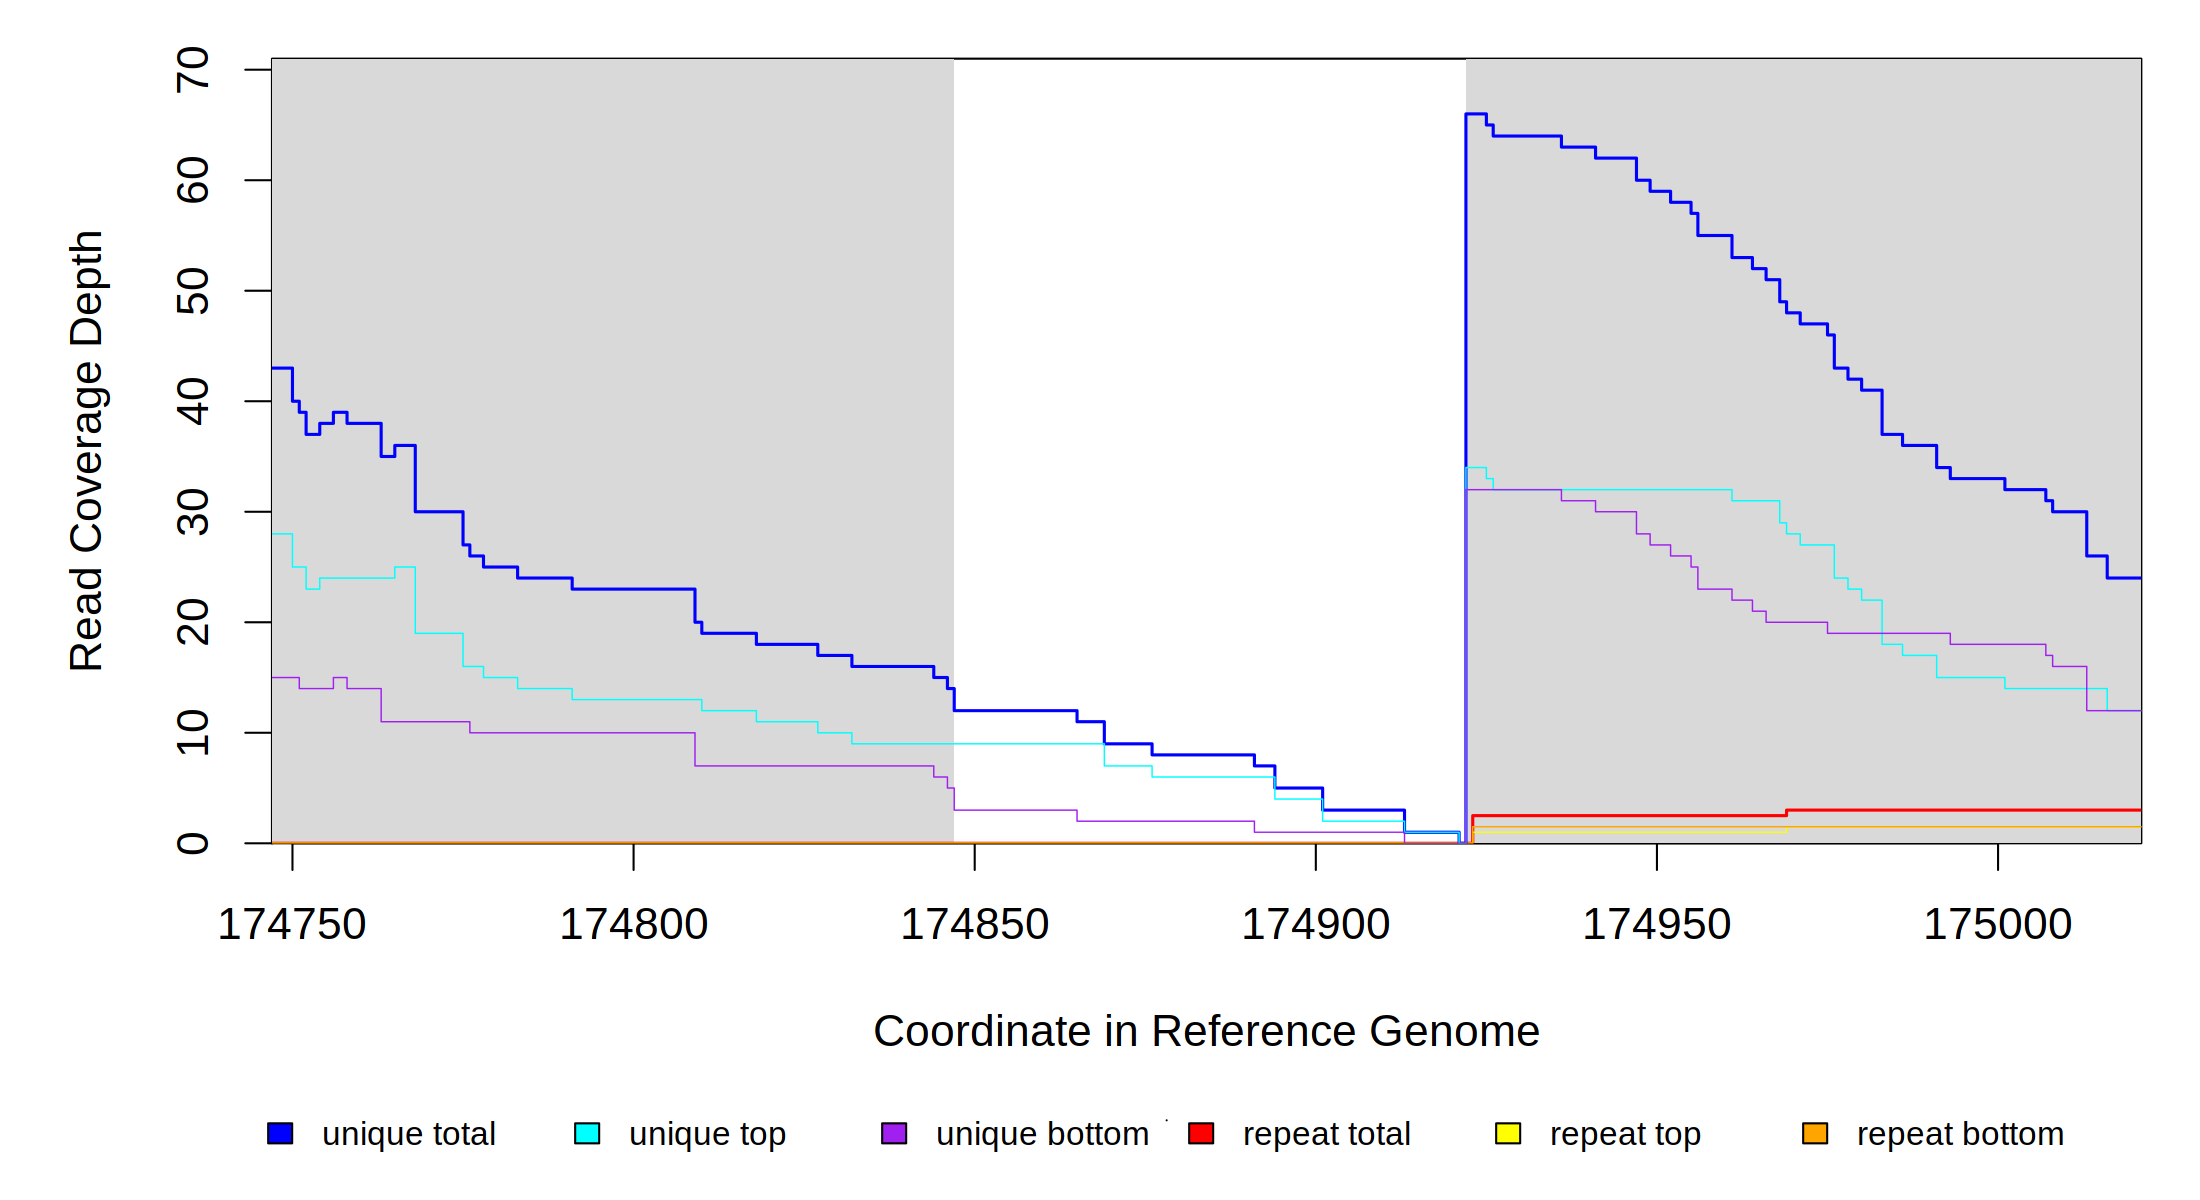 70
60
50
40
30
20
10
0
Read Coverage Depth
174750 174800 174850 174900 174950 175000
Coordinate in Reference Genome
unique total unique top unique bottom repeat total repeat top repeat bottom